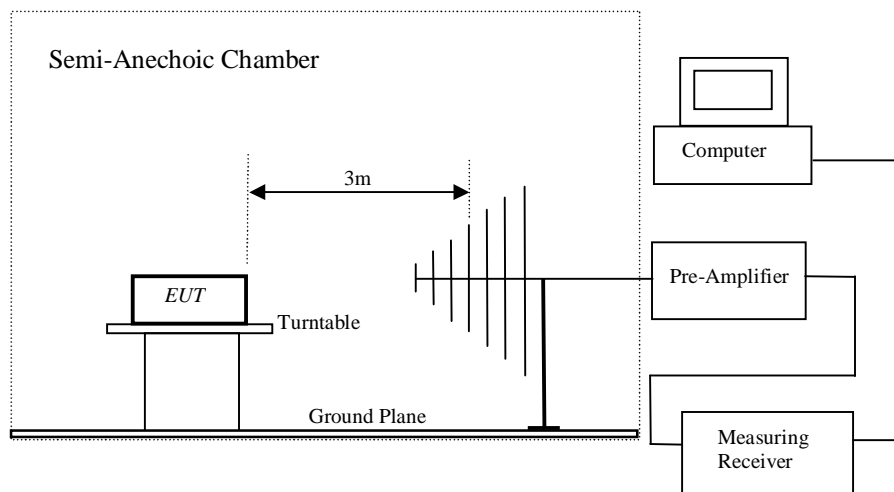 Semi-Anechoic Chamber
3m
Computer
EUT
Turntable
Pre-Amplifier
Ground Plane
Measuring
Receiver